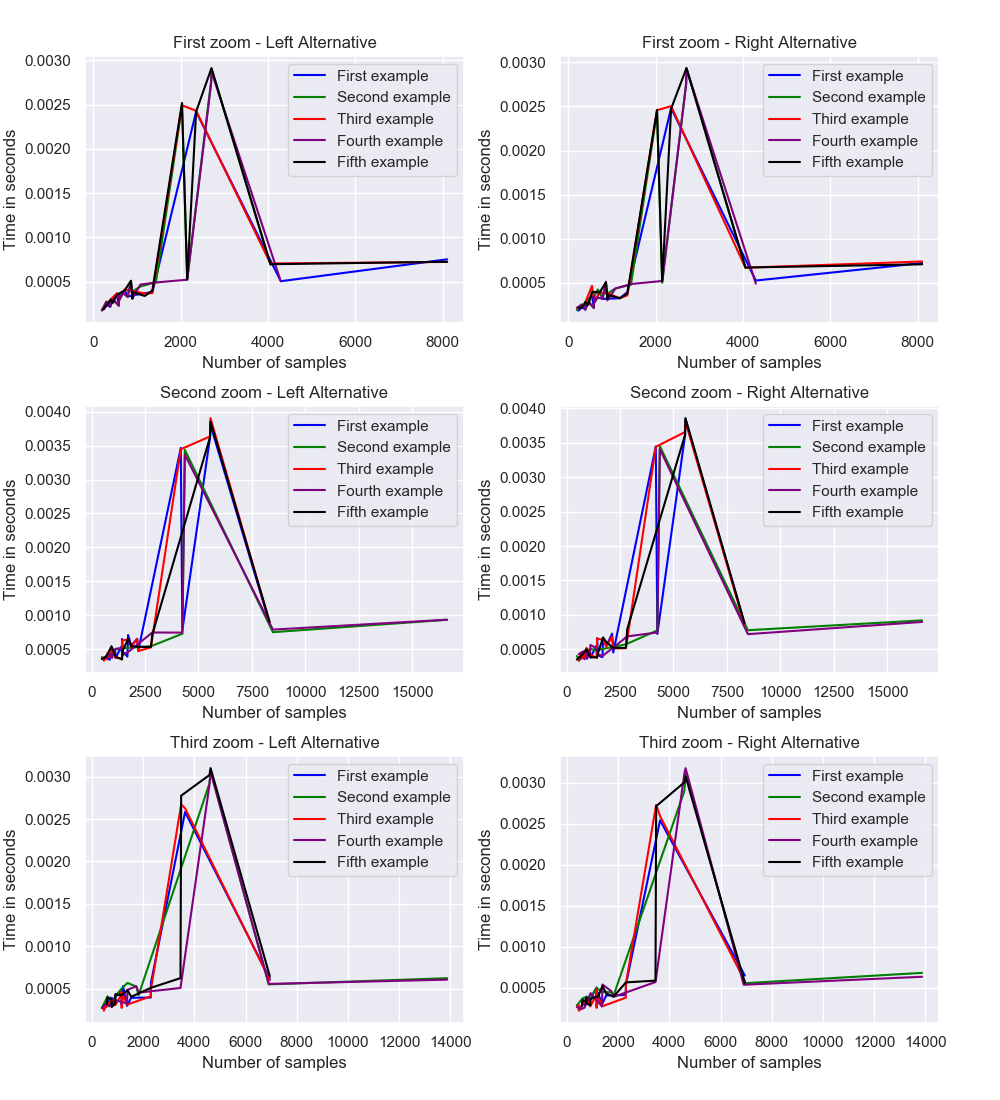 First zoom - Left Alternative
Time in seconds
0.0030
0.0025
0.0020
0.0015
0.0010
0.0005
First example
Second example
Third example
Fourth example
Fifth example
0 2000 4000 6000 8000
Number of samples
First zoom - Right Alternative
Time in seconds
0.0030
0.0025
0.0020
0.0015
0.0010
0.0005
First example
Second example
Third example
Fourth example
Fifth example
0 2000 4000 6000 8000
Number of samples
Second zoom - Left Alternative
Time in seconds
0.0040
0.0035
0.0030
0.0025
0.0020
0.0015
0.0010
0.0005
First example
Second example
Third example
Fourth example
Fifth example
0 2500 5000 7500 10000 12500 15000
Number of samples
Second zoom - Right Alternative
Time in seconds
0.0040
0.0035
0.0030
0.0025
0.0020
0.0015
0.0010
0.0005
First example
Second example
Third example
Fourth example
Fifth example
0 2500 5000 7500 10000 12500 15000
Number of samples
Third zoom - Left Alternative
Time in seconds
0.0030
0.0025
0.0020
0.0015
0.0010
0.0005
First example
Second example
Third example
Fourth example
Fifth example
0 2000 4000 6000 8000 10000 12000 14000
Number of samples
Third zoom - Right Alternative
Time in seconds
0.0030
0.0025
0.0020
0.0015
0.0010
0.0005
First example
Second example
Third example
Fourth example
Fifth example
0 2000 4000 6000 8000 10000 12000 14000
Number of samples